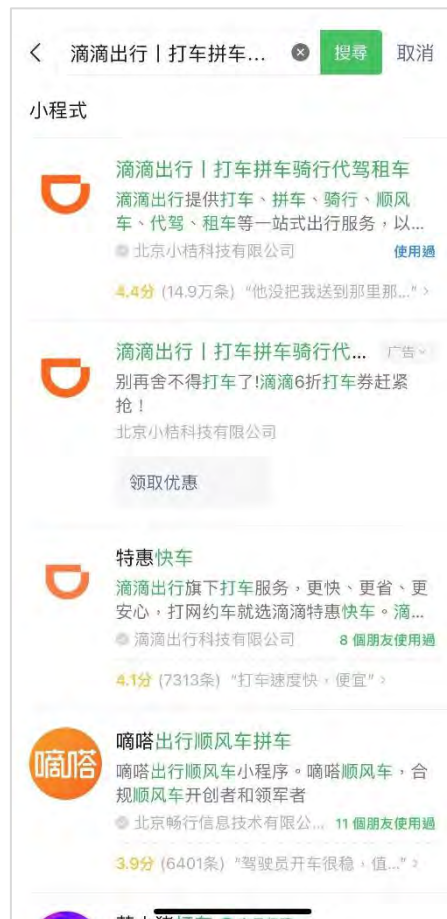 滴滴出行丨打车拼车... 搜尋 取消
小程式
滴滴出行丨打车拼车骑行代驾租车
滴滴出行提供打车、拼车、骑行、顺风
车、代驾、租车等一站式出行服务，以...
北京小桔科技有限公司 使用過
4.4分 (14.9万条) “他没把我送到那里那...” >
滴滴出行丨打车拼车骑行代... 广告
别再舍不得打车了!滴滴6折打车券赶紧
抢！
北京小桔科技有限公司
领取优惠
特惠快车
滴滴出行旗下打车服务，更快、更省、更
安心，打网约车就选滴滴特惠快车。滴...
滴滴出行科技有限公司 8 個朋友使用過
4.1分 (7313条) “打车速度快，便宜” >
嘀嗒
嘀嗒出行顺风车拼车
嘀嗒出行顺风车小程序。嘀嗒顺风车，合
规顺风车开创者和领军者
北京畅行信息技术有限公... 11 個朋友使用過
3.9分 (6401条) “驾驶员开车很稳，值...” >